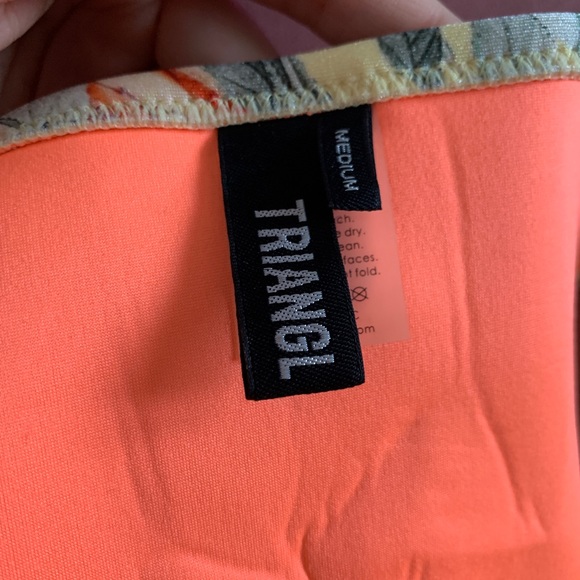 MEDIUM
TRIANGL
ch.
dry.
ean.
faces.
t fold.
C
om